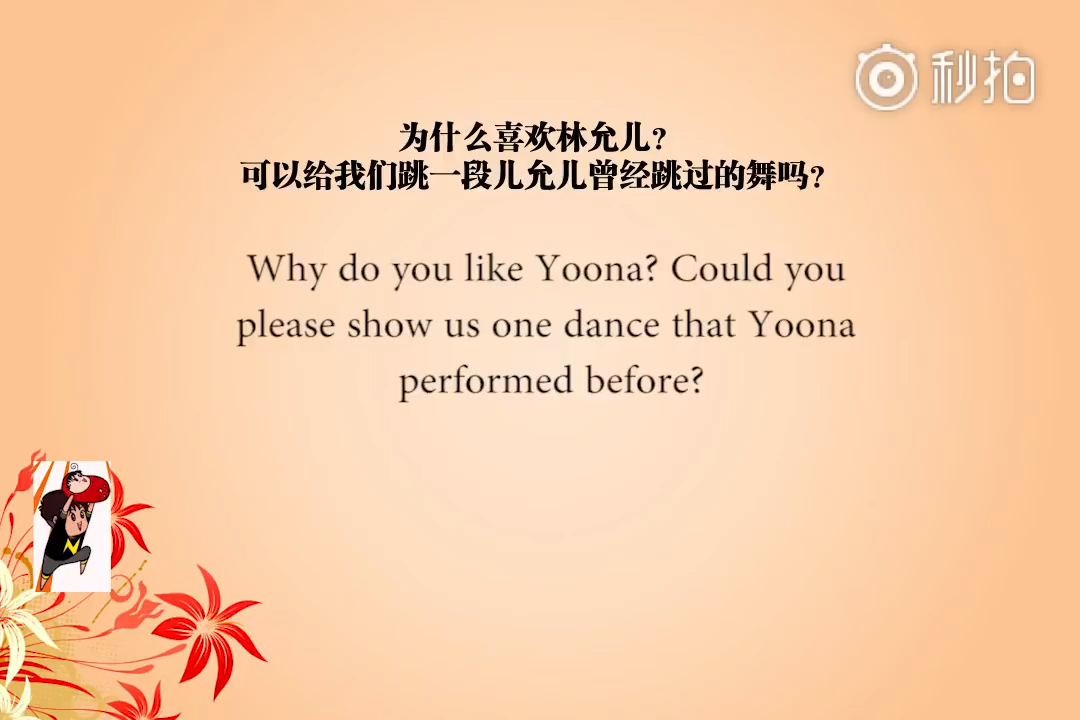 秒拍
为什么喜欢林允儿?
可以给我们跳一段儿允儿曾经跳过的舞吗?
Why do you like Yoona? Could you
please show us one dance that Yoona
performed before?